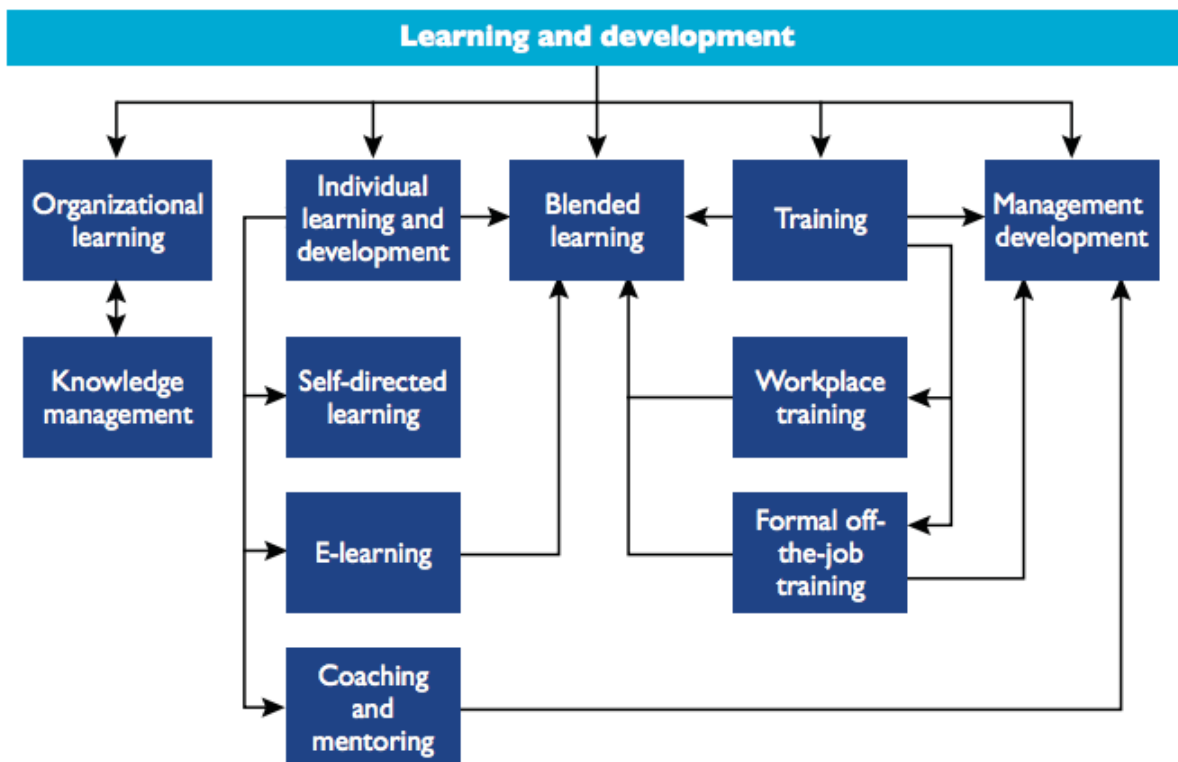 Learning and development
Organizational
learning
Individual
learning and
development
Blended
learning
Training
Management
development
Knowledge
management
Self-directed
learning
Workplace
training
E-learning
Formal off-
the-job
training
Coaching
and
mentoring